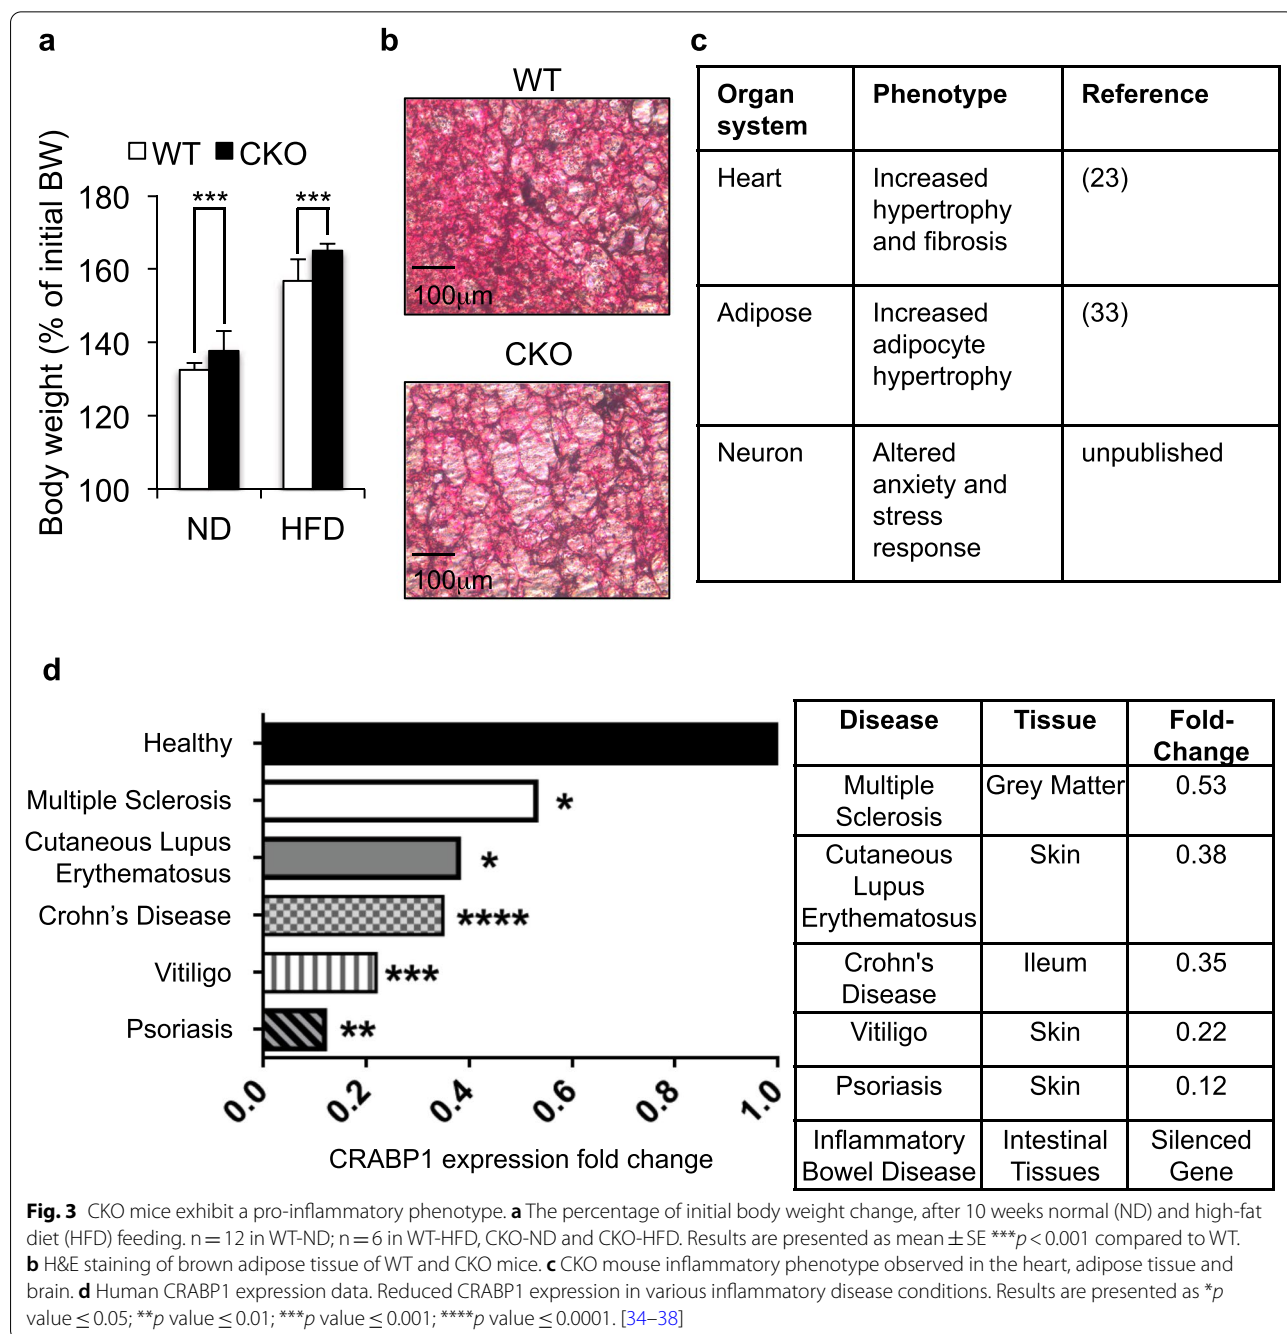 a
WT CKO
Body weight (% of initial BW)
180
160
140
120
100
*** ***
ND HFD
b
WT
100μm
CKO
100μm
c
Organ system Phenotype Reference
Heart Increased hypertrophy and fibrosis (23)
Adipose Increased adipocyte hypertrophy (33)
Neuron Altered anxiety and stress response unpublished
d
Healthy
Multiple Sclerosis *
Cutaneous Lupus
Erythematosus *
Crohn’s Disease ****
Vitiligo ***
Psoriasis **
0.0 0.2 0.4 0.6 0.8 1.0
CRABP1 expression fold change
Disease Tissue Fold-Change
Multiple Sclerosis Grey Matter 0.53
Cutaneous Lupus Erythematosus Skin 0.38
Crohn's Disease Ileum 0.35
Vitiligo Skin 0.22
Psoriasis Skin 0.12
Inflammatory Bowel Disease Intestinal Tissues Silenced Gene
Fig. 3 CKO mice exhibit a pro-inflammatory phenotype. a The percentage of initial body weight change, after 10 weeks normal (ND) and high-fat
diet (HFD) feeding. n = 12 in WT-ND; n = 6 in WT-HFD, CKO-ND and CKO-HFD. Results are presented as mean ± SE ***p < 0.001 compared to WT.
b H&E staining of brown adipose tissue of WT and CKO mice. c CKO mouse inflammatory phenotype observed in the heart, adipose tissue and
brain. d Human CRABP1 expression data. Reduced CRABP1 expression in various inflammatory disease conditions. Results are presented as *p
value ≤ 0.05; **p value ≤ 0.01; ***p value ≤ 0.001; ****p value ≤ 0.0001. [34–38]